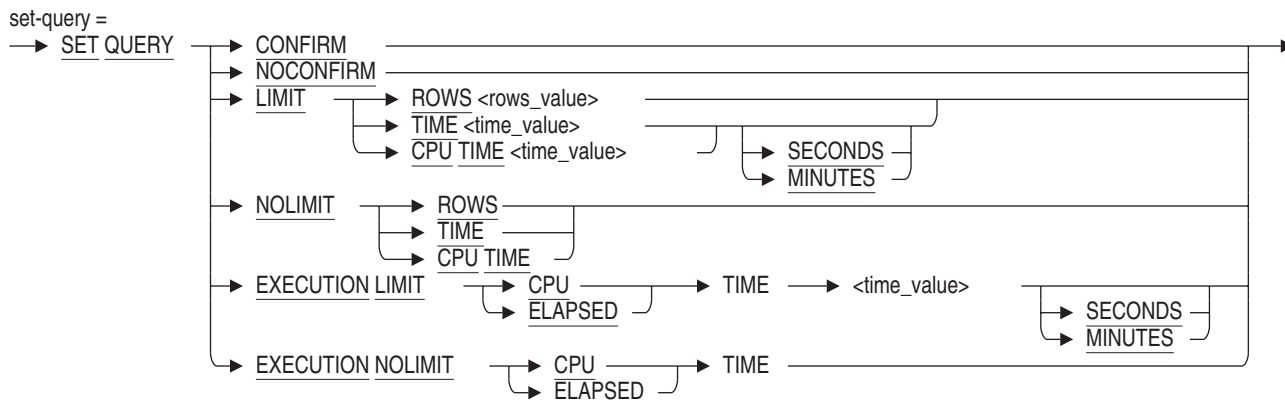 set-query =
SET QUERY CONFIRM
NOCONFIRM
LIMIT ROWS <rows_value>
TIME <time_value>
CPU TIME <time_value> SECONDS
MINUTES
NOLIMIT ROWS
TIME
CPU TIME
EXECUTION LIMIT CPU TIME <time_value>
ELAPSED SECONDS
MINUTES
EXECUTION NOLIMIT CPU TIME
ELAPSED